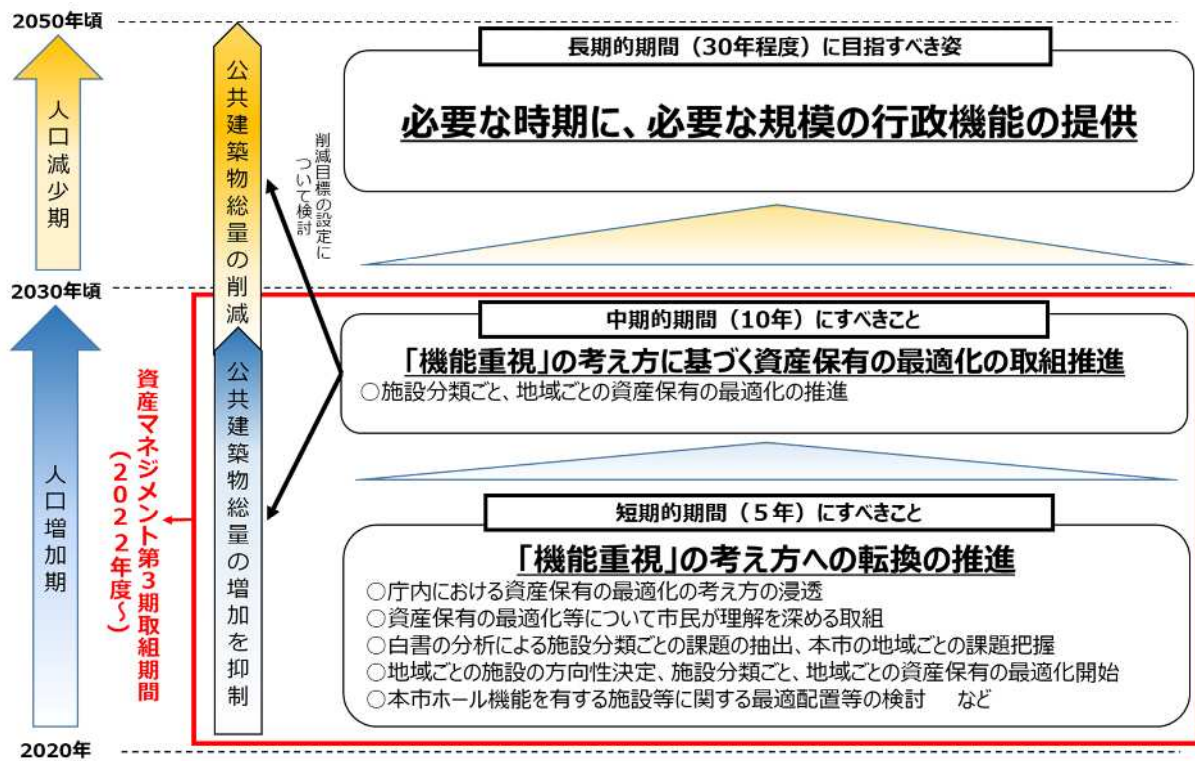 2050年頃
人口減少期
2030年頃
人口増加期
2020年
資産マネジメント第3期取組期間
(2022年度~)
公共建築物総量の削減
公共建築物総量の増加を抑制
削減目標の設定に
ついて検討
長期的期間(30年程度)に目指すべき姿
必要な時期に、必要な規模の行政機能の提供
中期的期間(10年)にすべきこと
「機能重視」の考え方に基づく資産保有の最適化の取組推進
○施設分類ごと、地域ごとの資産保有の最適化の推進
短期的期間(5年)にすべきこと
「機能重視」の考え方への転換の推進
○庁内における資産保有の最適化の考え方の浸透
○資産保有の最適化等について市民が理解を深める取組
○白書の分析による施設分類ごとの課題の抽出、本市の地域ごとの課題把握
○地域ごとの施設の方向性決定、施設分類ごと、地域ごとの資産保有の最適化開始
○本市ホール機能を有する施設等に関する最適配置等の検討 など